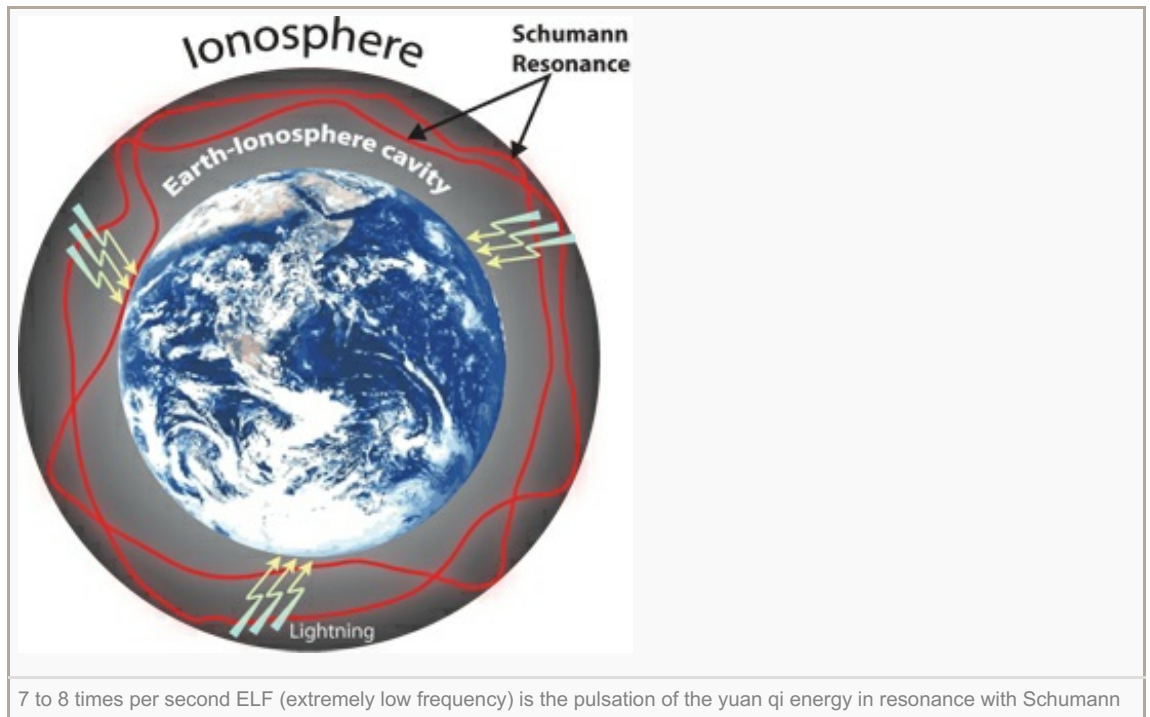 Ionosphere
Schumann
Resonance
Earth-Ionosphere cavity
Lightning
7 to 8 times per second ELF (extremely low frequency) is the pulsation of the yuan qi energy in resonance with Schumann